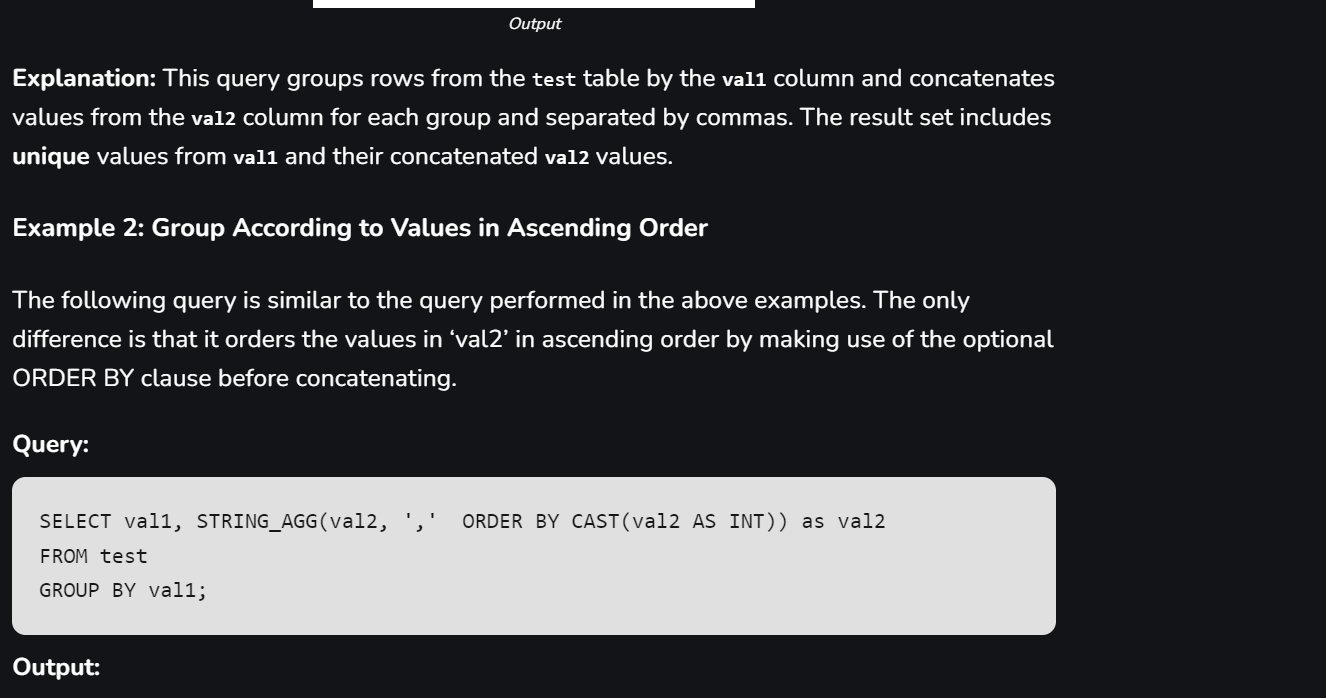 Output
Explanation: This query groups rows from the test table by the val1 column and concatenates
values from the val2 column for each group and separated by commas. The result set includes
unique values from val1 and their concatenated val2 values.
Example 2: Group According to Values in Ascending Order
The following query is similar to the query performed in the above examples. The only
difference is that it orders the values in ‘val2’ in ascending order by making use of the optional
ORDER BY clause before concatenating.
Query:
SELECT val1, STRING_AGG(val2, ','  ORDER BY CAST(val2 AS INT)) as val2
FROM test
GROUP BY val1;
Output: